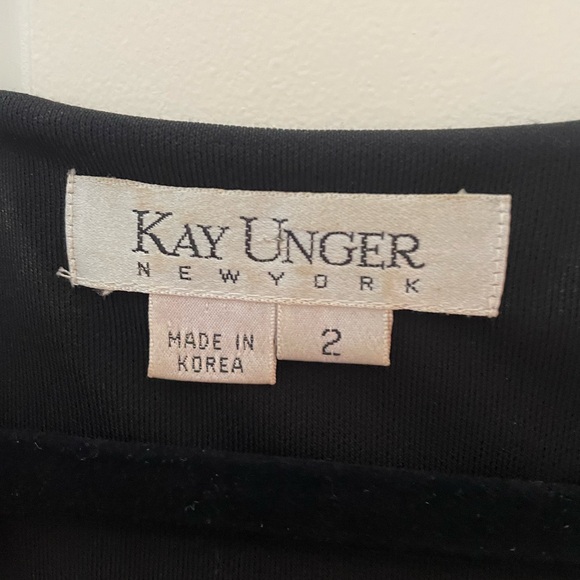 KAY UNGER
NEW YORK
MADE IN
KOREA
2